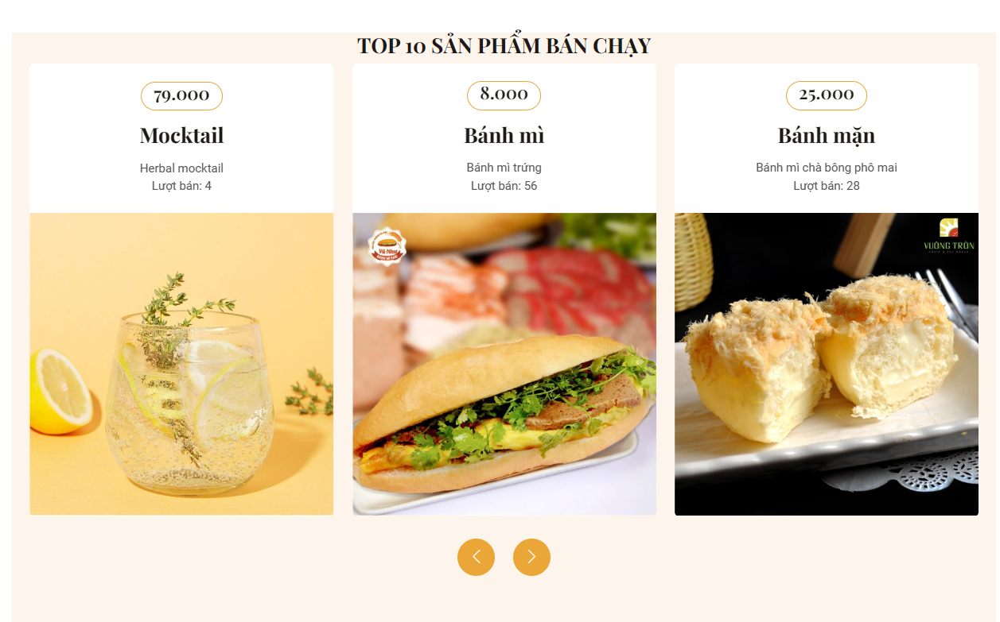 TOP 10 SẢN PHẨM BÁN CHẠY
79.000
Mocktail
Herbal mocktail
Lượt bán: 4
8.000
Bánh mì
Bánh mì trứng
Lượt bán: 56
Vũ Như
25.000
Bánh mặn
Bánh mì chà bông phô mai
Lượt bán: 28
VUÔNG TRÒN